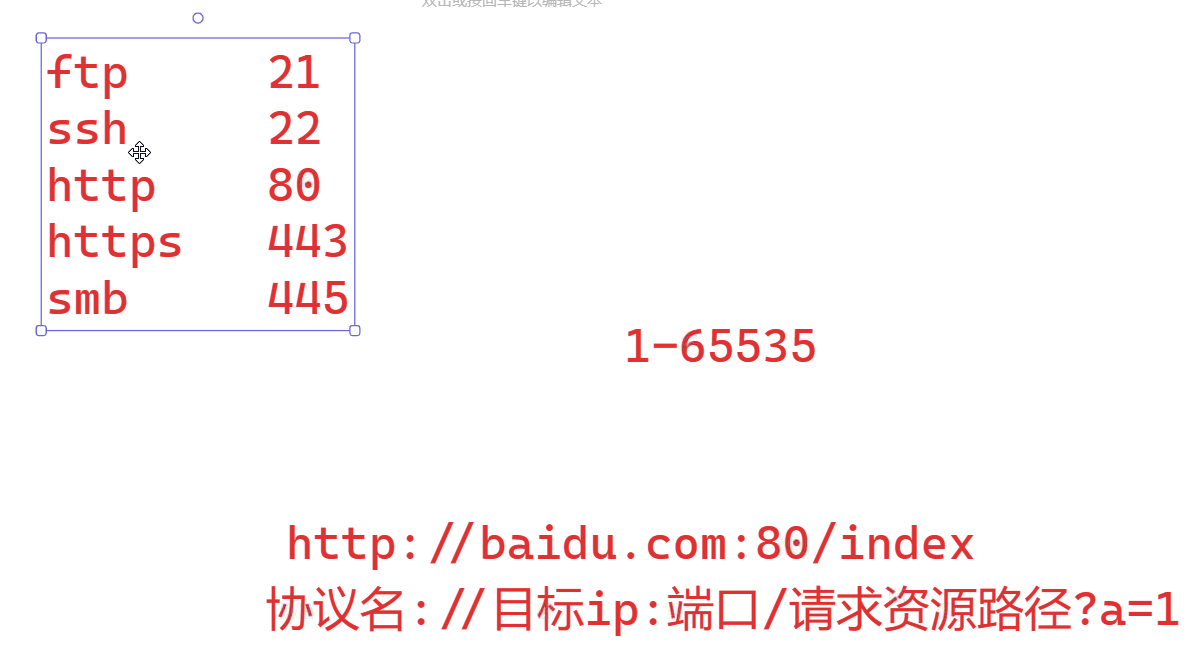 双击或按回车键以编辑文本
ftp 21
ssh 22
http 80
https 443
smb 445
1-65535
http://baidu.com:80/index
协议名://目标ip:端口/请求资源路径?a=1